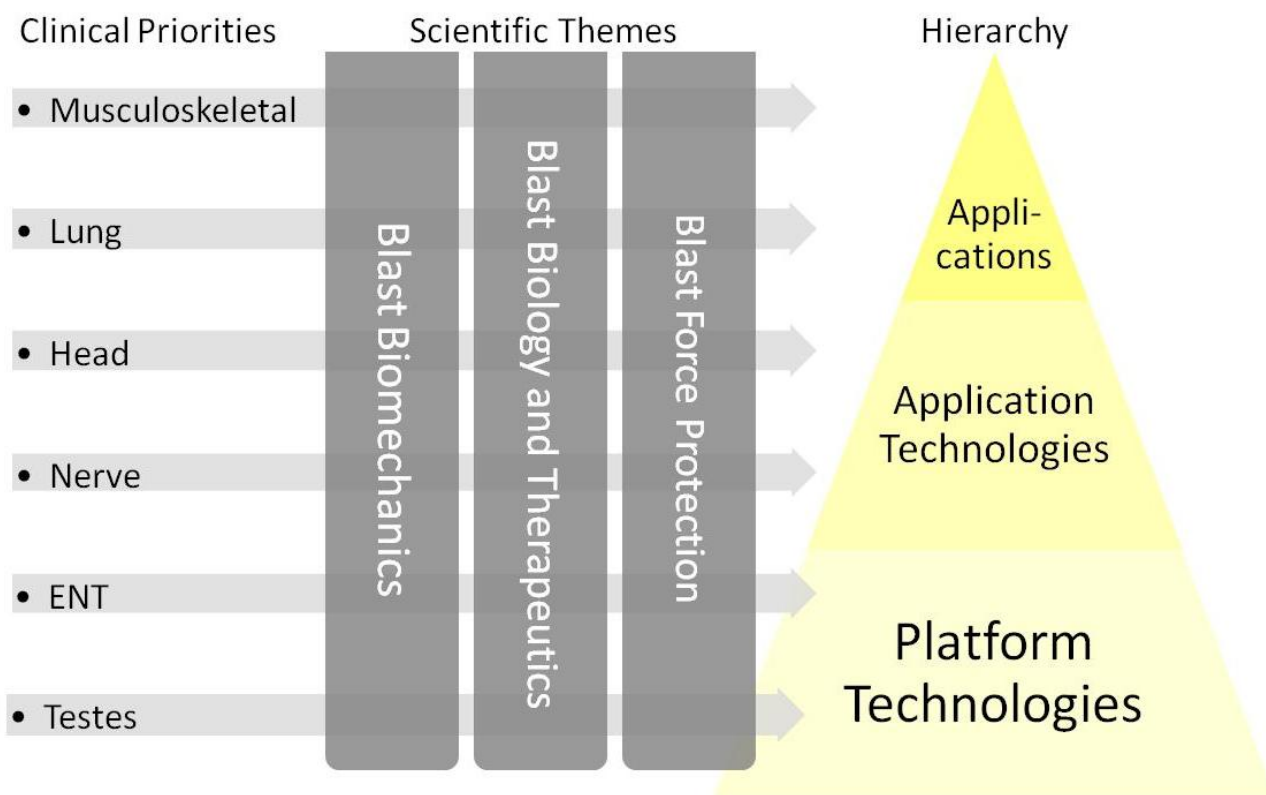 Clinical Priorities
Scientific Themes
Hierarchy
• Musculoskeletal
• Lung
• Head
• Nerve
• ENT
• Testes
Blast Biomechanics
Blast Biology and Therapeutics
Blast Force Protection
Appli-
cations
Application
Technologies
Platform
Technologies